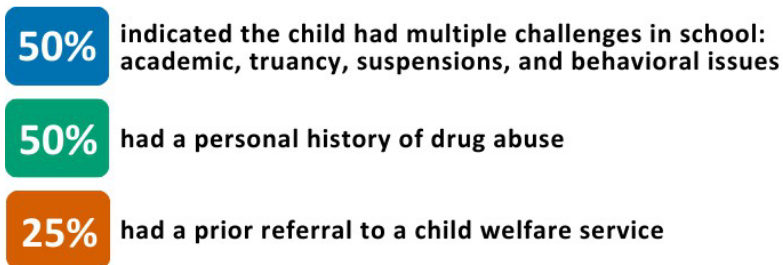 50% indicated the child had multiple challenges in school:
academic, truancy, suspensions, and behavioral issues
50% had a personal history of drug abuse
25% had a prior referral to a child welfare service